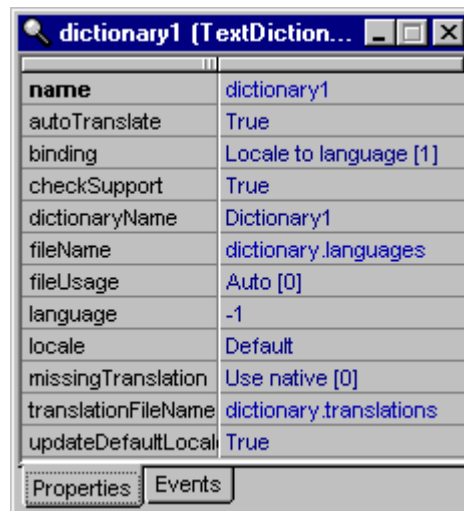 dictionary1 (TextDiction...
name dictionary1
autoTranslate True
binding Locale to language [1]
checkSupport True
dictionaryName Dictionary1
fileName dictionary.languages
fileUsage Auto [0]
language -1
locale Default
missingTranslation Use native [0]
translationFileName dictionary.translations
updateDefaultLocal True
Properties Events